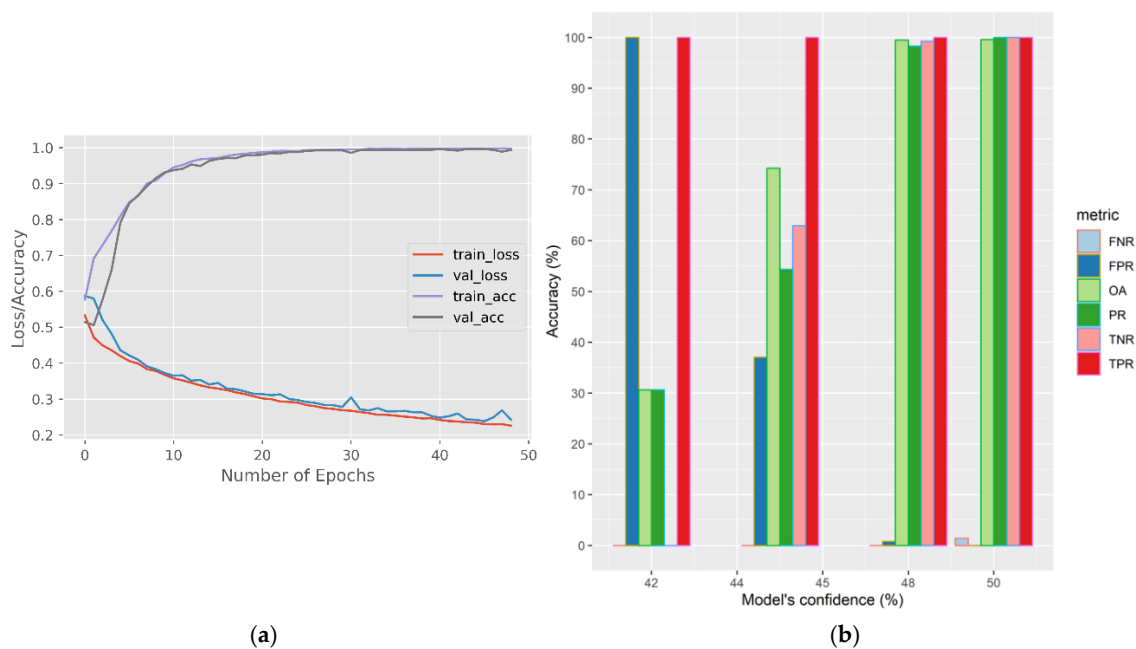 1.0
0.9
0.8
0.7
0.6
0.5
0.4
0.3
0.2
Loss/Accuracy
train_loss
val_loss
train_acc
val_acc
0 10 20 30 40 50
Number of Epochs
(a)
100
90
80
70
60
50
40
30
20
10
0
Accuracy (%)
42 44 45 48 50
Model's confidence (%)
metric
FNR
FPR
OA
PR
TNR
TPR
(b)